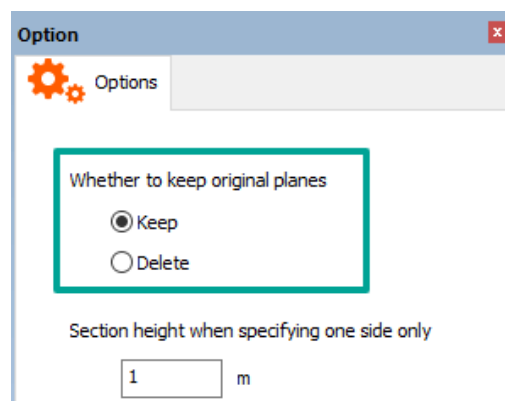 Option
Options
Whether to keep original planes
Keep
Delete
Section height when specifying one side only
1 m